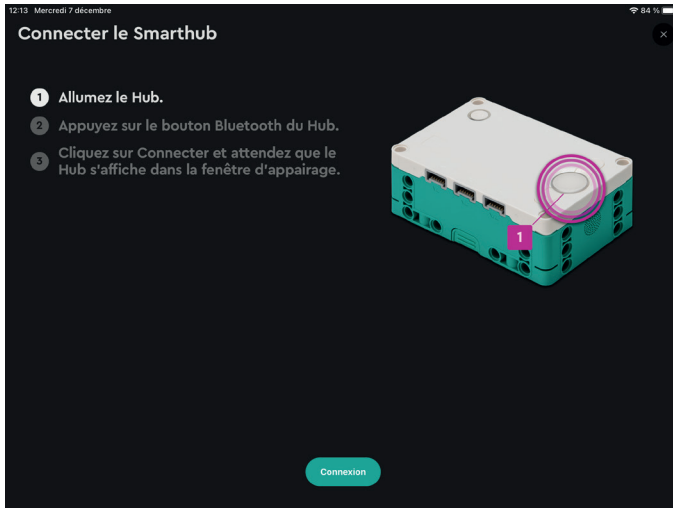 12:13 Mercredi 7 décembre
84 %
Connecter le Smarthub
1 Allumez le Hub.
2 Appuyez sur le bouton Bluetooth du Hub.
3 Cliquez sur Connecter et attendez que le
Hub s'affiche dans la fenêtre d'appairage.
1
Connexion